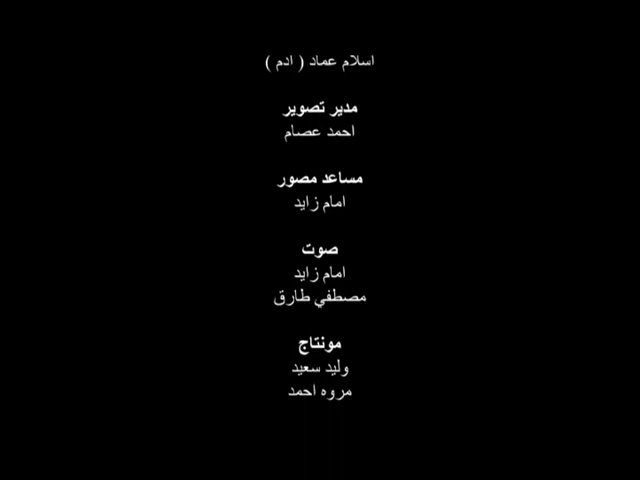 اسلام عماد ( ادم )
مدير تصوير
احمد عصام
مساعد مصور
امام زايد
صوت
امام زايد
مصطفي طارق
مونتاج
وليد سعيد
مروه احمد